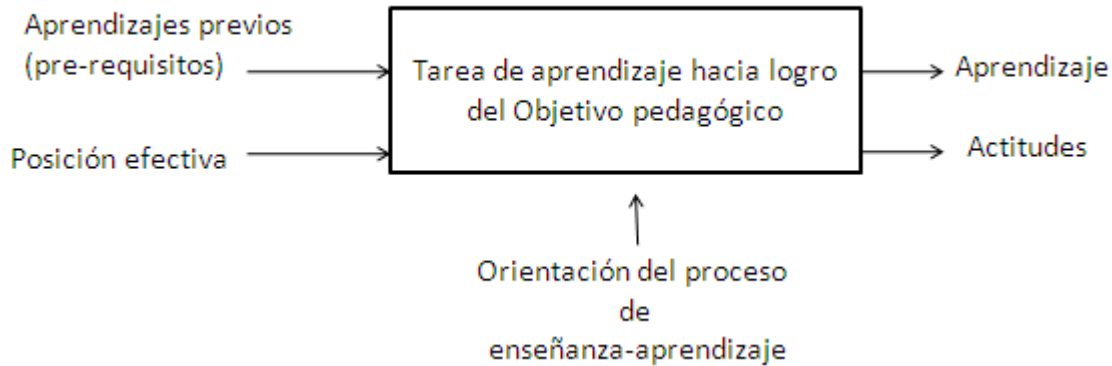 Aprendizajes previos
(pre-requisitos)
Posición efectiva
Tarea de aprendizaje hacia logro
del Objetivo pedagógico
Aprendizaje
Actitudes
Orientación del proceso
de
enseñanza-aprendizaje